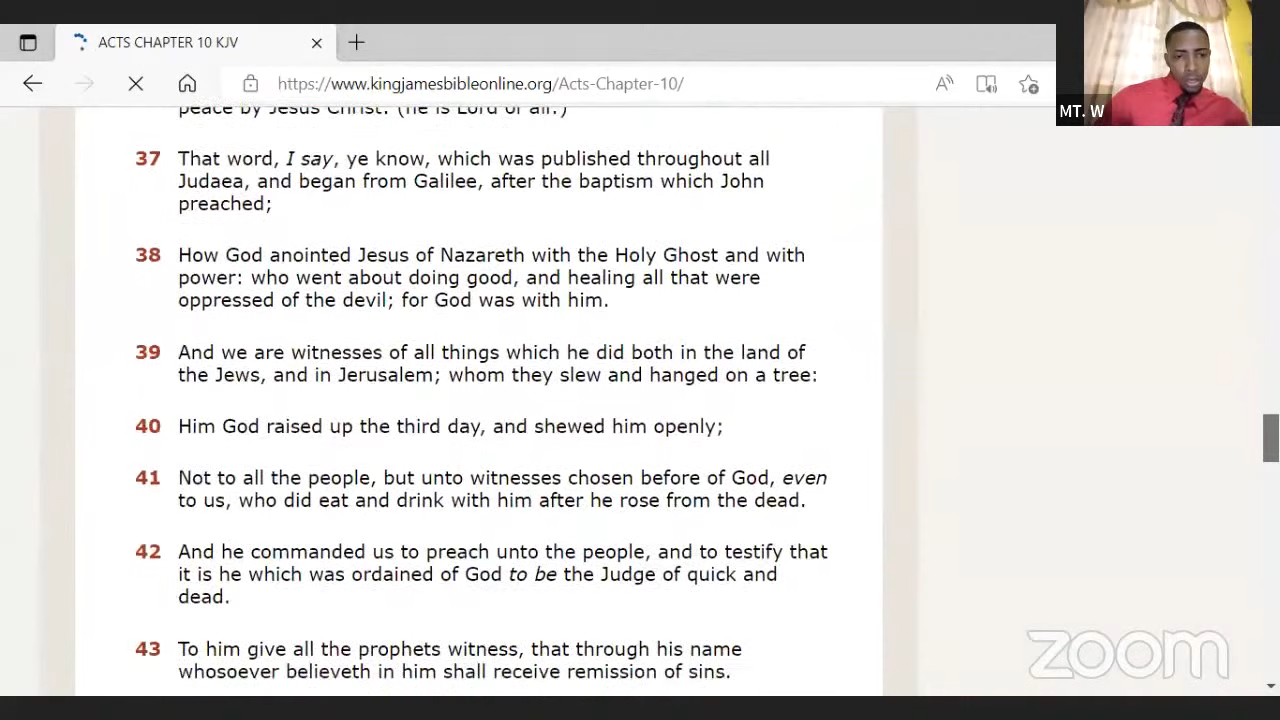 ACTS CHAPTER 10 KJV
https://www.kingjamesbibleonline.org/Acts-Chapter-10/
MT. W
peace by Jesus Christ: (he is Lord of all:)
37 That word, I say, ye know, which was published throughout all
Judaea, and began from Galilee, after the baptism which John
preached;
38 How God anointed Jesus of Nazareth with the Holy Ghost and with
power: who went about doing good, and healing all that were
oppressed of the devil; for God was with him.
39 And we are witnesses of all things which he did both in the land of
the Jews, and in Jerusalem; whom they slew and hanged on a tree:
40 Him God raised up the third day, and shewed him openly;
41 Not to all the people, but unto witnesses chosen before of God, even
to us, who did eat and drink with him after he rose from the dead.
42 And he commanded us to preach unto the people, and to testify that
it is he which was ordained of God to be the Judge of quick and
dead.
43 To him give all the prophets witness, that through his name
whosoever believeth in him shall receive remission of sins.
zoom